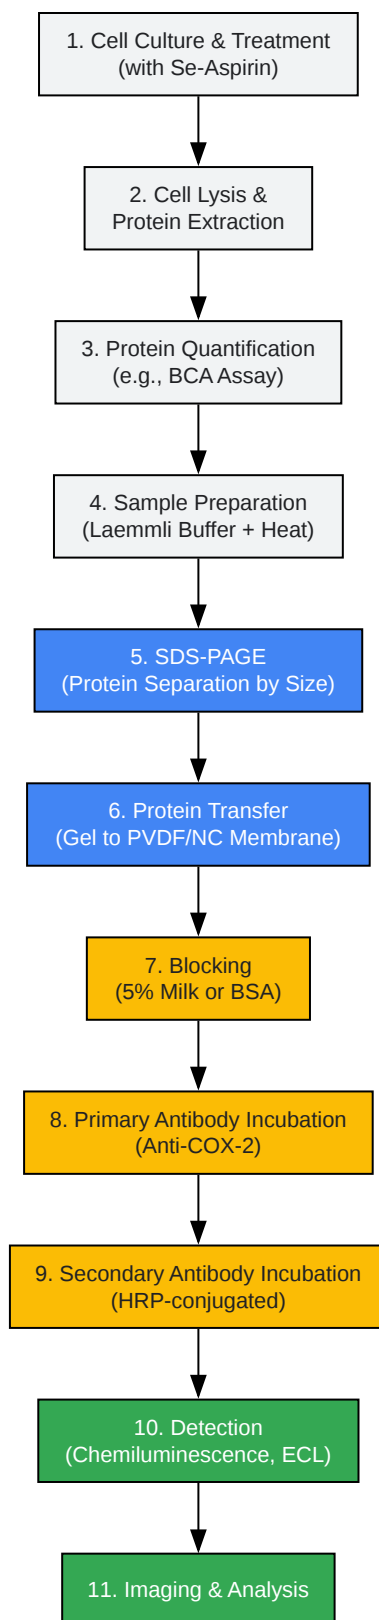 1. Cell Culture & Treatment
(with Se-Aspirin)
2. Cell Lysis &
Protein Extraction
3. Protein Quantification
(e.g., BCA Assay)
4. Sample Preparation
(Laemmli Buffer + Heat)
5. SDS-PAGE
(Protein Separation by Size)
6. Protein Transfer
(Gel to PVDF/NC Membrane)
7. Blocking
(5% Milk or BSA)
8. Primary Antibody Incubation
(Anti-COX-2)
9. Secondary Antibody Incubation
(HRP-conjugated)
10. Detection
(Chemiluminescence, ECL)
11. Imaging & Analysis